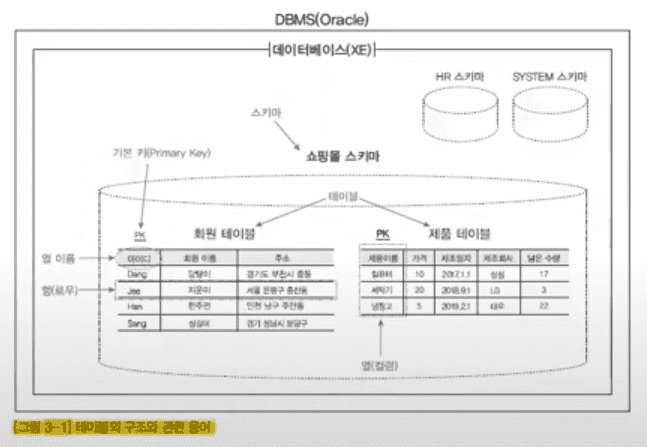 DBMS(Oracle)
데이터베이스(XE)
HR 스키마 SYSTEM 스키마
스키마
기본 키(Primary Key)
쇼핑몰 스키마
테이블
PK 회원 테이블 PK 제품 테이블
열 이름 아이디 회원 이름 주소 제품이름 가격 제조일자 제조회사 남은 수량
Dang 당탕이 경기도 부천시 중동 컴퓨터 10 2017.1.1 삼성 17
행(로우) Jee 지운이 서울 은평구 증산동 세탁기 20 2018.9.1 LG 3
Han 한주연 인천 남구 주안동 냉장고 5 2019.2.1 대우 22
Sang 상길이 경기 성남시 분당구
열(컬럼)
[그림 3-1] 테이블의 구조와 관련 용어